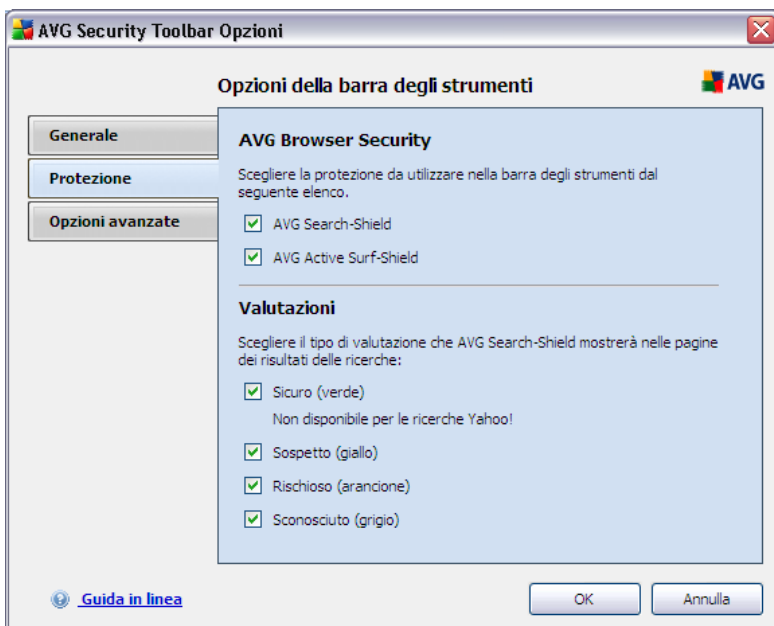 AVG Security Toolbar Opzioni
Opzioni della barra degli strumenti
AVG
Generale
Protezione
Opzioni avanzate
AVG Browser Security
Scegliere la protezione da utilizzare nella barra degli strumenti dal
seguente elenco.
AVG Search-Shield
AVG Active Surf-Shield
Valutazioni
Scegliere il tipo di valutazione che AVG Search-Shield mostrerà nelle pagine
dei risultati delle ricerche:
Sicuro (verde)
Non disponibile per le ricerche Yahoo!
Sospetto (giallo)
Rischioso (arancione)
Sconosciuto (grigio)
Guida in linea
OK
Annulla